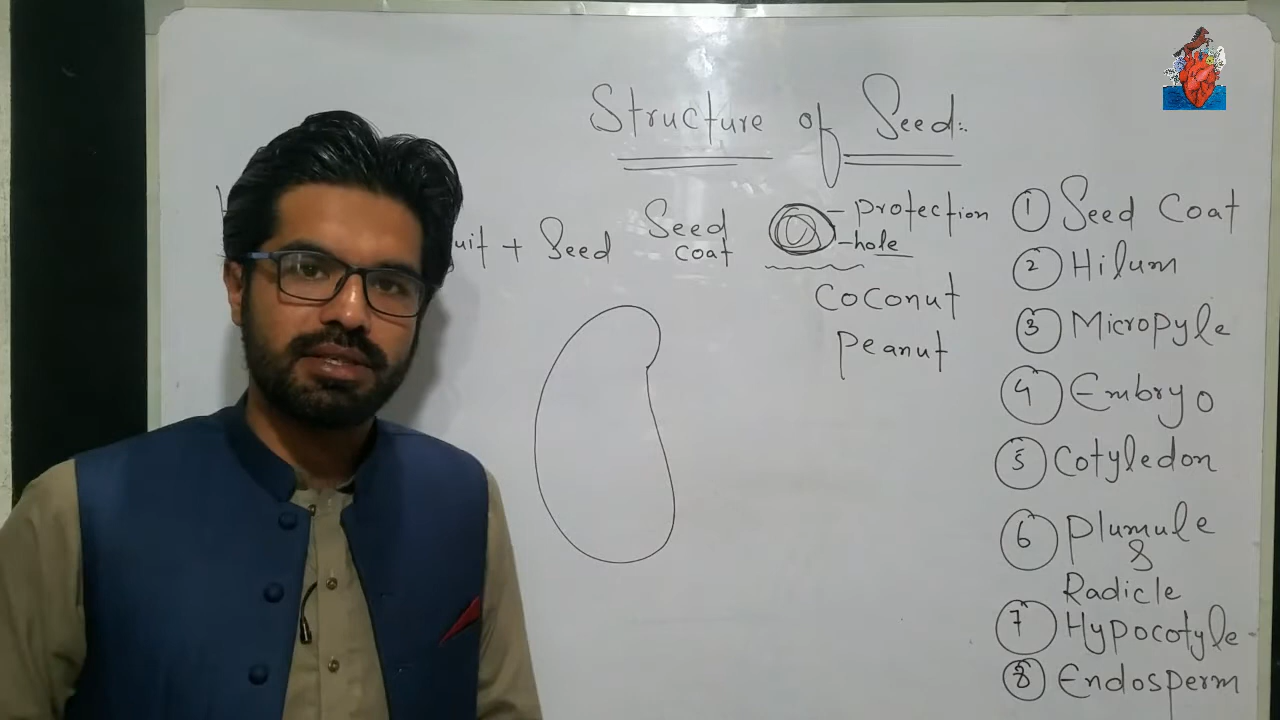 Structure of Seed:.
+ Seed
Seed coat
- protection
- hole
coconut
Peanut
1 Seed Coat
2 Hilum
3 Micropyle
4 Embryo
5 Cotyledon
6 Plumule
&
Radicle
7 Hypocotyle
8 Endosperm